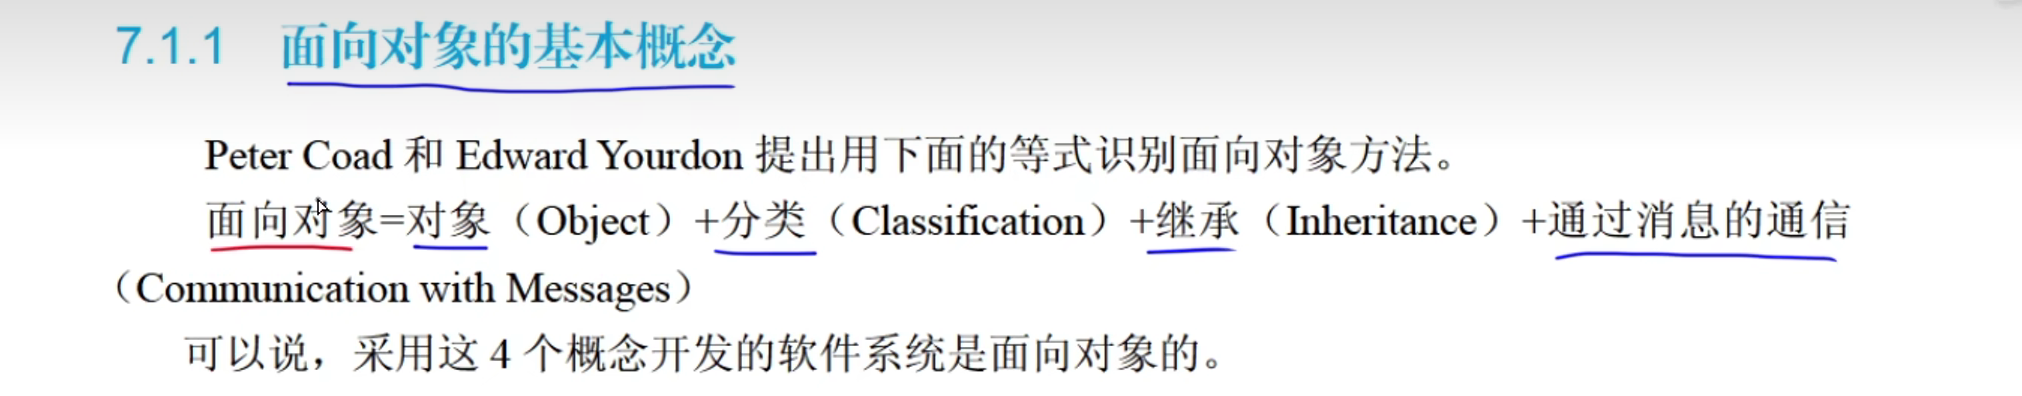 7.1.1 面向对象的基本概念
Peter Coad 和 Edward Yourdon 提出用下面的等式识别面向对象方法。
面向对象=对象（Object）+分类（Classification）+继承（Inheritance）+通过消息的通信
（Communication with Messages）
可以说，采用这 4 个概念开发的软件系统是面向对象的。